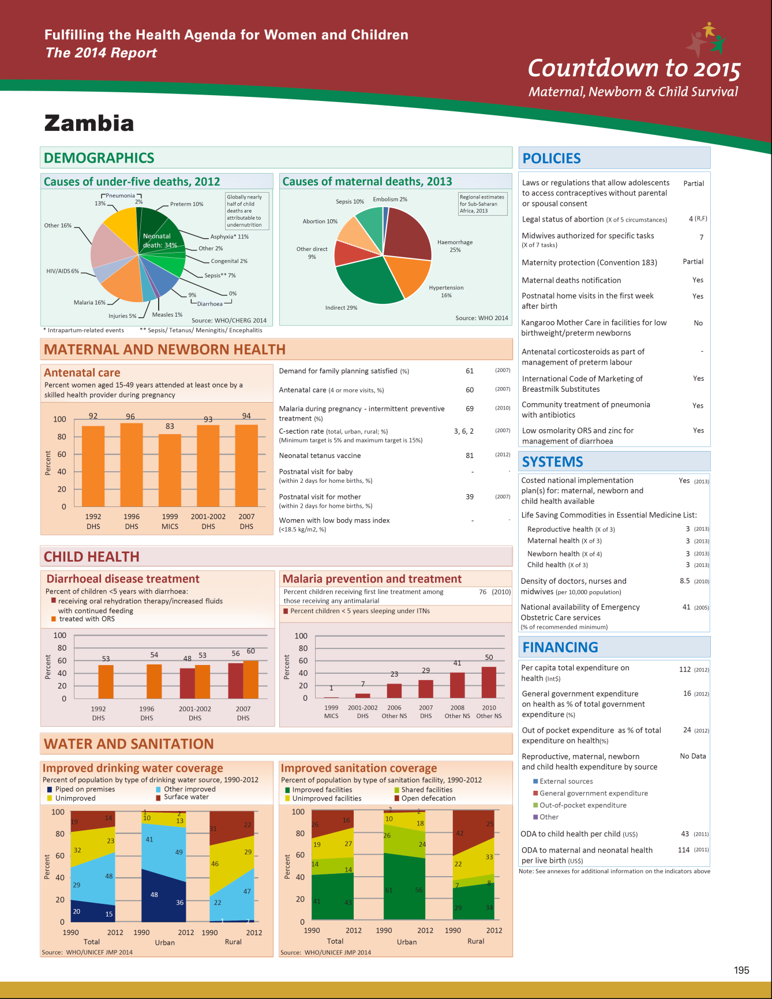 Fulfilling the Health Agenda for Women and Children
The 2014 Report
Countdown to 2015
Maternal, Newborn & Child Survival
Zambia
DEMOGRAPHICS
Causes of under-five deaths, 2012
Pneumonia
13%
2%
Preterm 10%
Globally nearly
half of child
deaths are
attributable to
undernutrition
Other 16%
Neonatal
death: 34%
Asphyxia* 11%
Other 2%
Congenital 2%
HIV/AIDS 6%
Sepsis** 7%
0%
9%
Diarrhoea
Malaria 16%
Injuries 5%
Measles 1%
Source: WHO/CHERG 2014
* Intrapartum-related events
** Sepsis/ Tetanus/ Meningitis/ Encephalitis
Causes of maternal deaths, 2013
Sepsis 10%
Embolism 2%
Regional estimates
for Sub-Saharan
Africa, 2013
Abortion 10%
Haemorrhage
25%
Other direct
9%
Hypertension
16%
Indirect 29%
Source: WHO 2014
MATERNAL AND NEWBORN HEALTH
Antenatal care
Percent women aged 15-49 years attended at least once by a
skilled health provider during pregnancy
Percent
100
80
60
40
20
0
92
96
83
93
94
1992
DHS
1996
DHS
1999
MICS
2001-2002
DHS
2007
DHS
Demand for family planning satisfied (%) 61 (2007)
Antenatal care (4 or more visits, %) 60 (2007)
Malaria during pregnancy - intermittent preventive 69 (2010)
treatment (%)
C-section rate (total, urban, rural; %) 3, 6, 2 (2007)
(Minimum target is 5% and maximum target is 15%)
Neonatal tetanus vaccine 81 (2012)
Postnatal visit for baby - -
(within 2 days for home births, %)
Postnatal visit for mother 39 (2007)
(within 2 days for home births, %)
Women with low body mass index - -
(<18.5 kg/m2, %)
CHILD HEALTH
Diarrhoeal disease treatment
Percent of children <5 years with diarrhoea:
receiving oral rehydration therapy/increased fluids
with continued feeding
treated with ORS
Percent
100
80
60
40
20
0
53
54
48
53
56
60
1992
DHS
1996
DHS
2001-2002
DHS
2007
DHS
Malaria prevention and treatment
Percent children receiving first line treatment among 76 (2010)
those receiving any antimalarial
Percent children < 5 years sleeping under ITNs
Percent
100
80
60
40
20
0
1
7
23
29
41
50
1999
MICS
2001-2002
DHS
2006
Other NS
2007
DHS
2008
Other NS
2010
Other NS
WATER AND SANITATION
Improved drinking water coverage
Percent of population by type of drinking water source, 1990-2012
Piped on premises
Other improved
Unimproved
Surface water
Percent
100
80
60
40
20
0
19
14
32
23
29
48
20
15
1
2
10
13
41
49
48
36
31
22
46
29
22
47
1
2
1990 2012 1990 2012 1990 2012
Total Urban Rural
Source: WHO/UNICEF JMP 2014
Improved sanitation coverage
Percent of population by type of sanitation facility, 1990-2012
Improved facilities
Shared facilities
Unimproved facilities
Open defecation
Percent
100
80
60
40
20
0
26
16
19
27
14
14
41
43
3
2
10
18
26
24
61
56
42
25
22
33
7
8
29
34
1990 2012 1990 2012 1990 2012
Total Urban Rural
Source: WHO/UNICEF JMP 2014
POLICIES
Laws or regulations that allow adolescents Partial
to access contraceptives without parental
or spousal consent
Legal status of abortion (X of 5 circumstances) 4 (R,F)
Midwives authorized for specific tasks 7
(X of 7 tasks)
Maternity protection (Convention 183) Partial
Maternal deaths notification Yes
Postnatal home visits in the first week Yes
after birth
Kangaroo Mother Care in facilities for low No
birthweight/preterm newborns
Antenatal corticosteroids as part of -
management of preterm labour
International Code of Marketing of Yes
Breastmilk Substitutes
Community treatment of pneumonia Yes
with antibiotics
Low osmolarity ORS and zinc for Yes
management of diarrhoea
SYSTEMS
Costed national implementation Yes (2013)
plan(s) for: maternal, newborn and
child health available
Life Saving Commodities in Essential Medicine List:
Reproductive health (X of 3) 3 (2013)
Maternal health (X of 3) 3 (2013)
Newborn health (X of 4) 3 (2013)
Child health (X of 3) 3 (2013)
Density of doctors, nurses and 8.5 (2010)
midwives (per 10,000 population)
National availability of Emergency 41 (2005)
Obstetric Care services
(% of recommended minimum)
FINANCING
Per capita total expenditure on 112 (2012)
health (Int$)
General government expenditure 16 (2012)
on health as % of total government
expenditure (%)
Out of pocket expenditure as % of total 24 (2012)
expenditure on health(%)
Reproductive, maternal, newborn No Data
and child health expenditure by source
External sources
General government expenditure
Out-of-pocket expenditure
Other
ODA to child health per child (US$) 43 (2011)
ODA to maternal and neonatal health 114 (2011)
per live birth (US$)
Note: See annexes for additional information on the indicators above
195